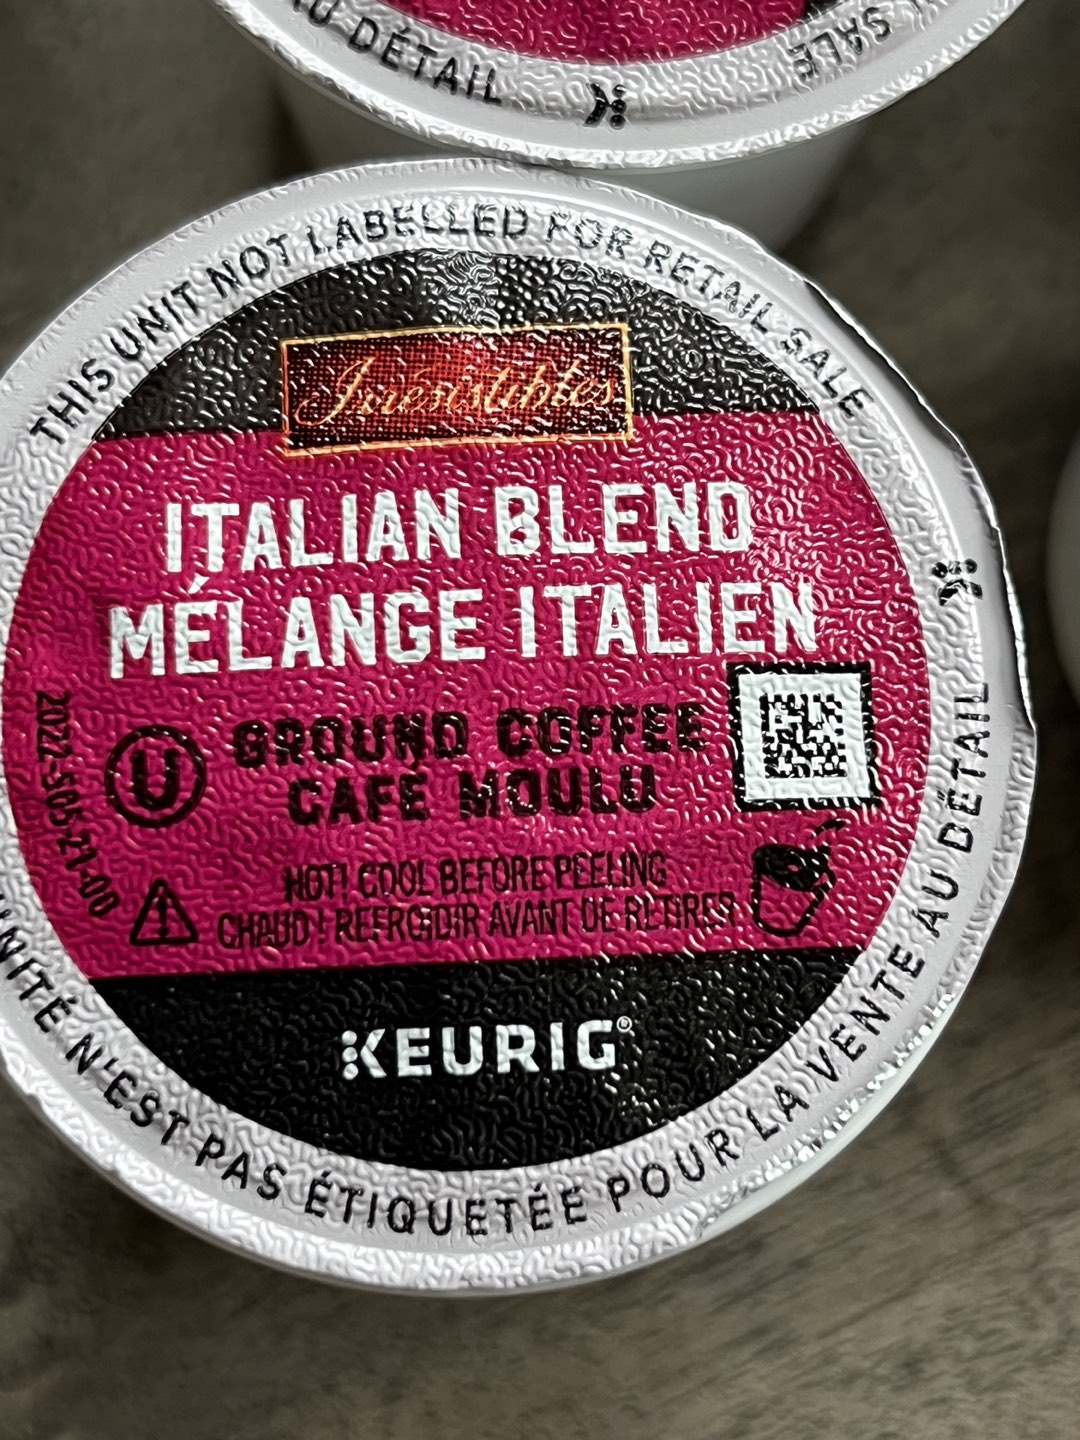 U DÉTAIL
SALE
THIS UNIT NOT LABELLED FOR RETAIL SALE
Irrésistibles
ITALIAN BLEND
MÉLANGE ITALIEN
U
GROUND COFFEE
CAFÉ MOULU
HOT! COOL BEFORE PEELING
CHAUD ! REFROIDIR AVANT DE RETIRER
KEURIG®
UNITÉ N'EST PAS ÉTIQUETÉE POUR LA VENTE AU DÉTAIL